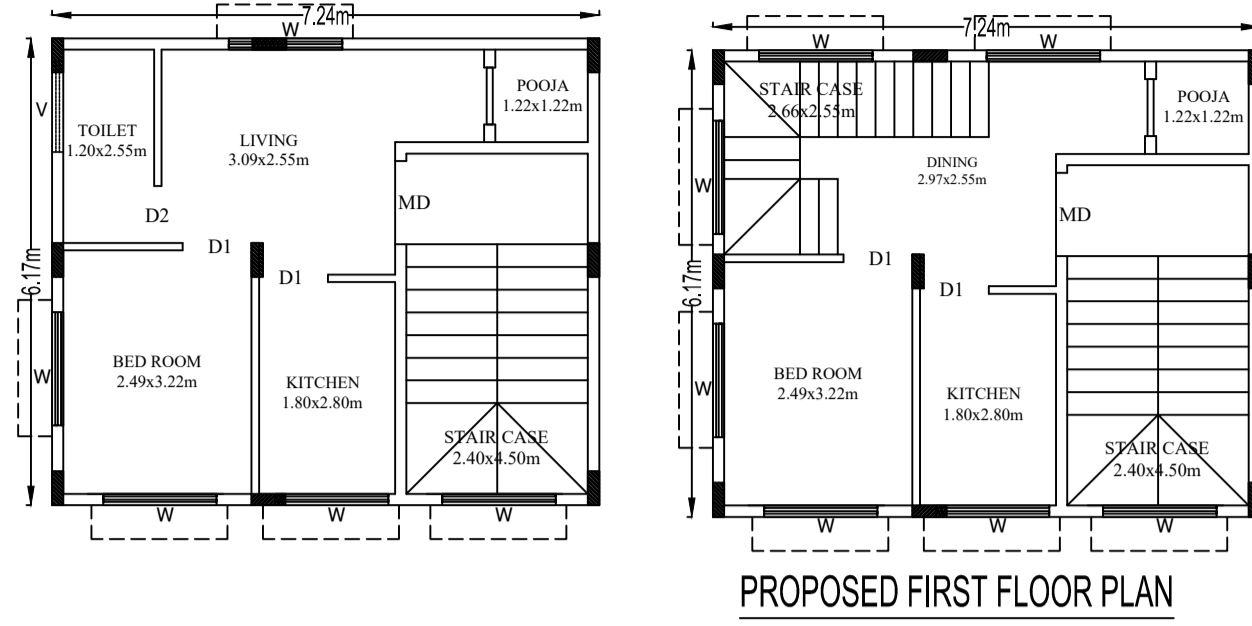 7.24m
W
V
TOILET
1.20x2.55m
LIVING
3.09x2.55m
POOJA
1.22x1.22m
MD
D2
D1
D1
6.17m
W
BED ROOM
2.49x3.22m
KITCHEN
1.80x2.80m
STAIR CASE
2.40x4.50m
W
W
W
7.24m
W
W
STAIR CASE
2.66x2.55m
POOJA
1.22x1.22m
W
DINING
2.97x2.55m
MD
D1
D1
6.17m
W
BED ROOM
2.49x3.22m
KITCHEN
1.80x2.80m
STAIR CASE
2.40x4.50m
W
W
W
PROPOSED FIRST FLOOR PLAN